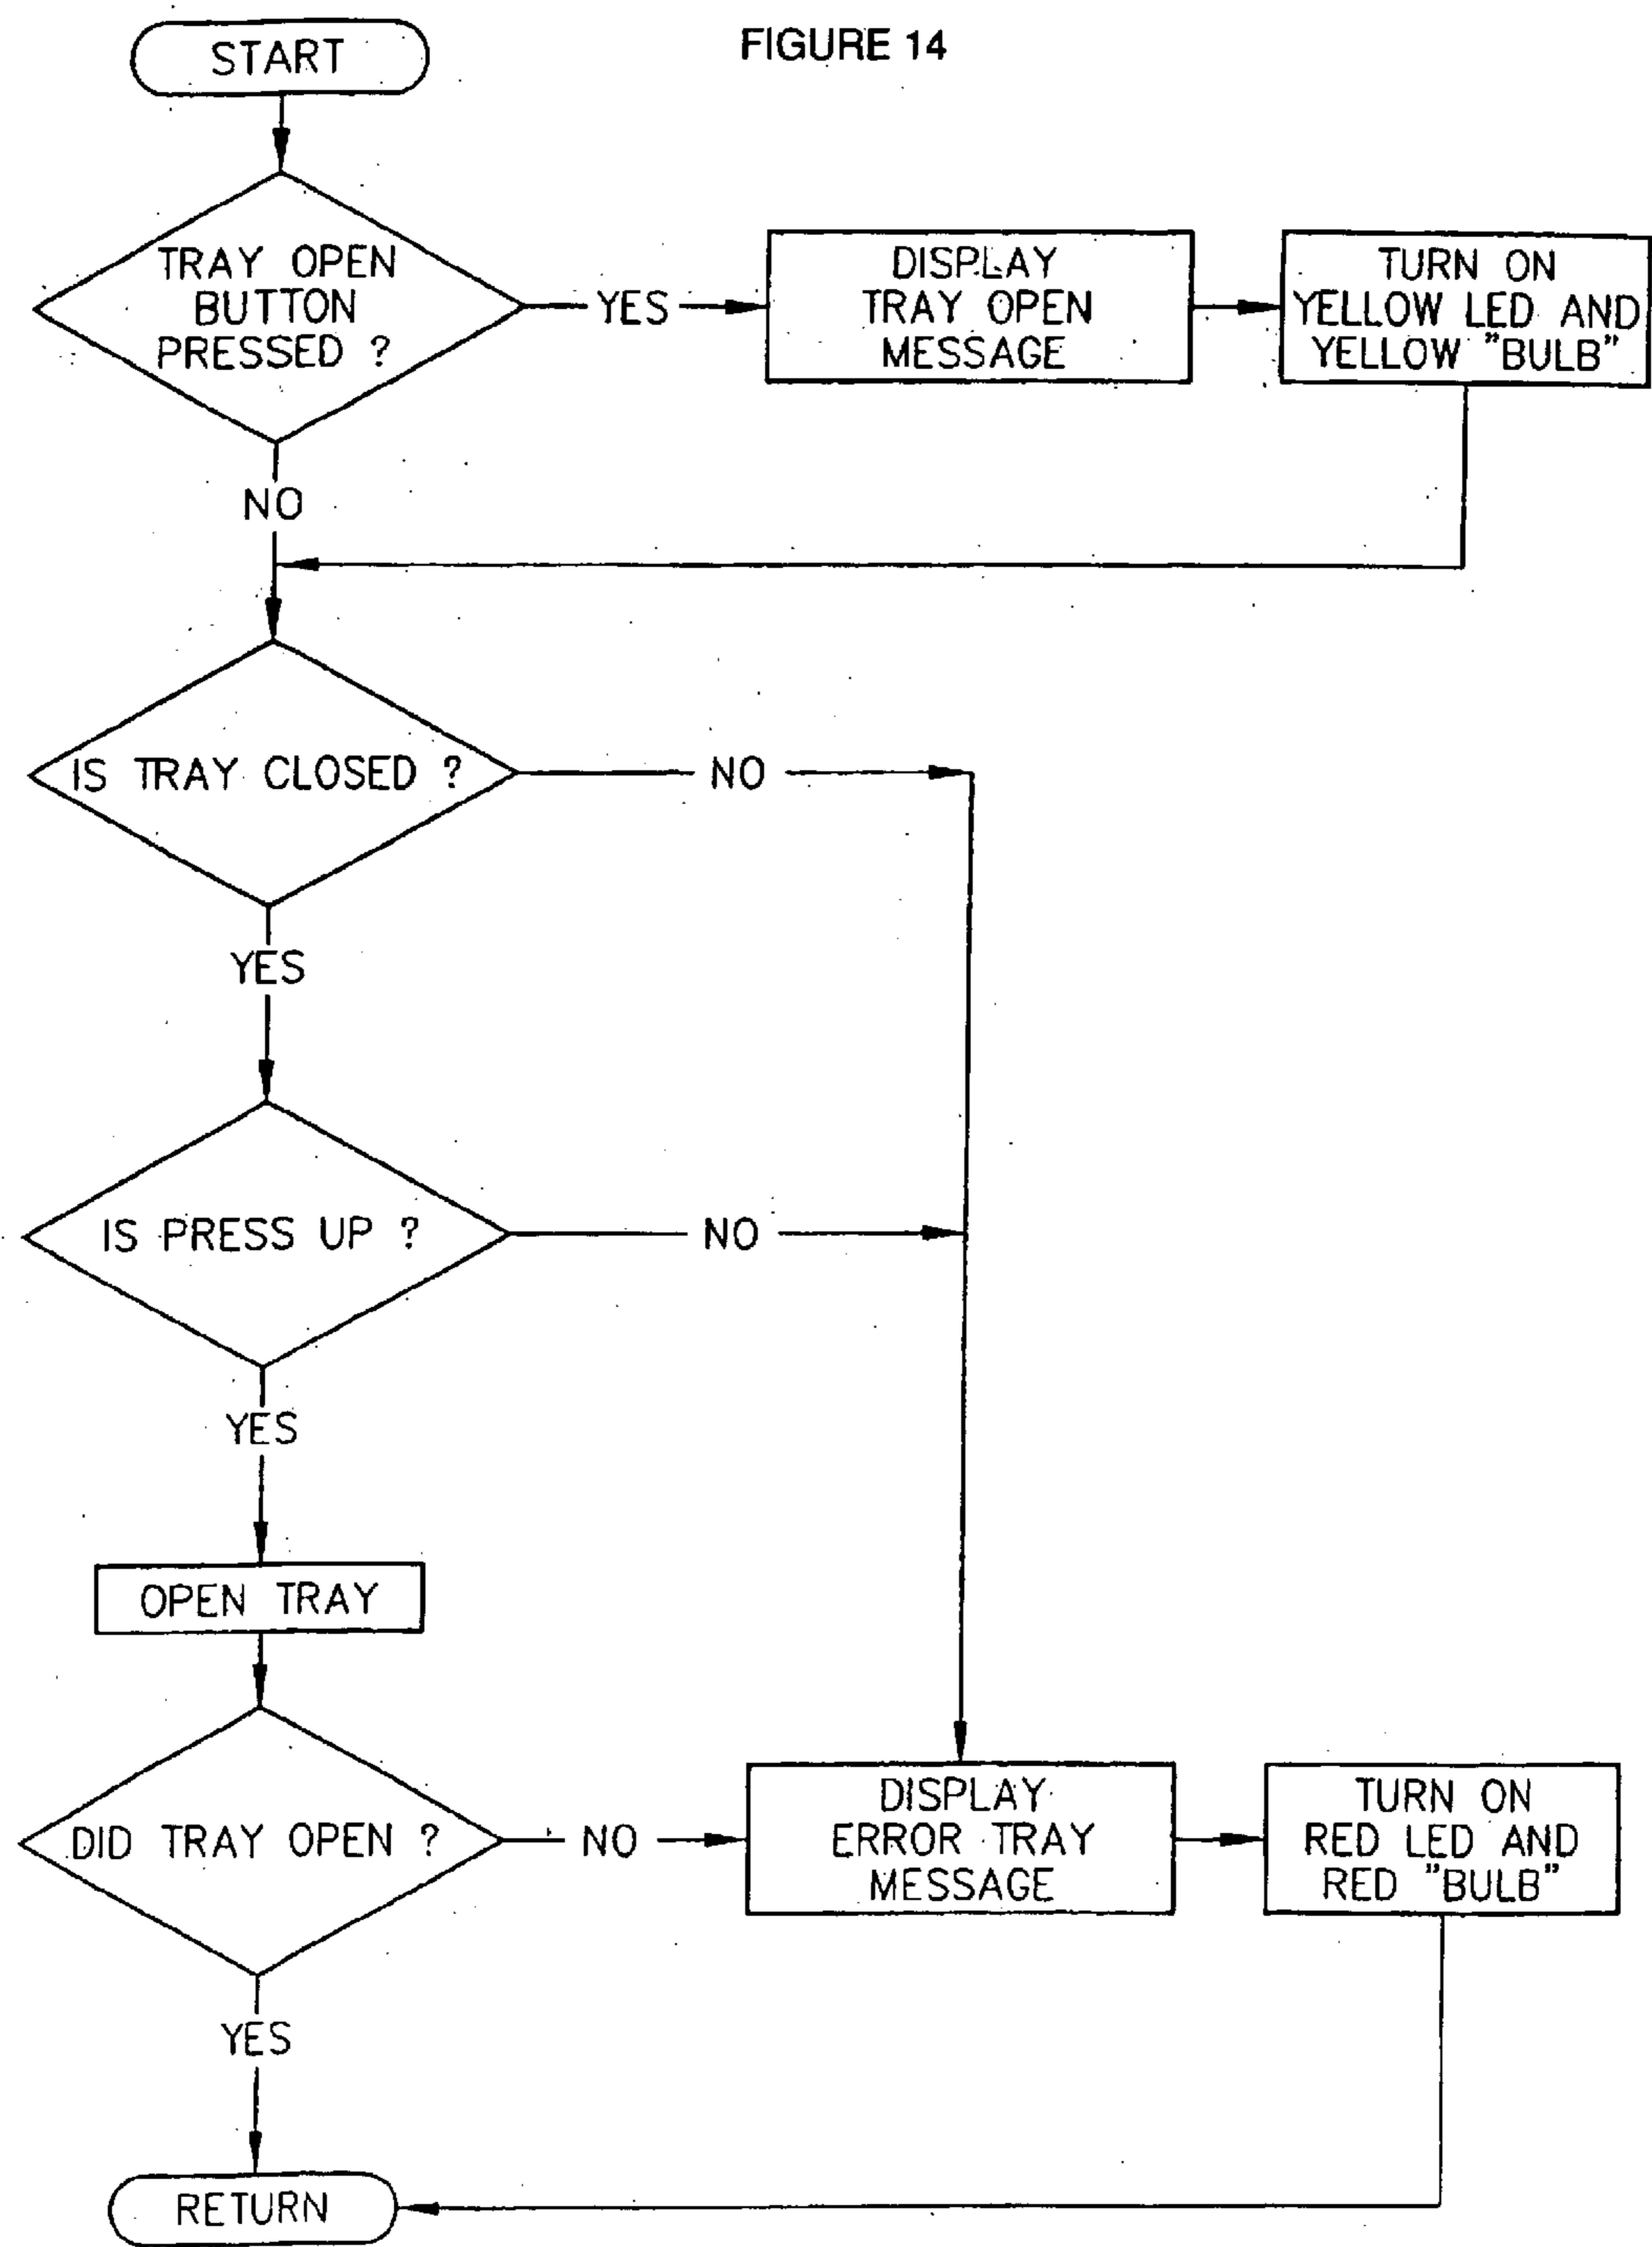 FIGURE 14
START
TRAY OPEN
BUTTON
PRESSED ?
YES
DISPLAY
TRAY OPEN
MESSAGE
TURN ON
YELLOW LED AND
YELLOW "BULB"
NO
IS TRAY CLOSED ?
NO
YES
IS PRESS UP ?
NO
YES
OPEN TRAY
DID TRAY OPEN ?
NO
DISPLAY
ERROR TRAY
MESSAGE
TURN ON
RED LED AND
RED "BULB"
YES
RETURN